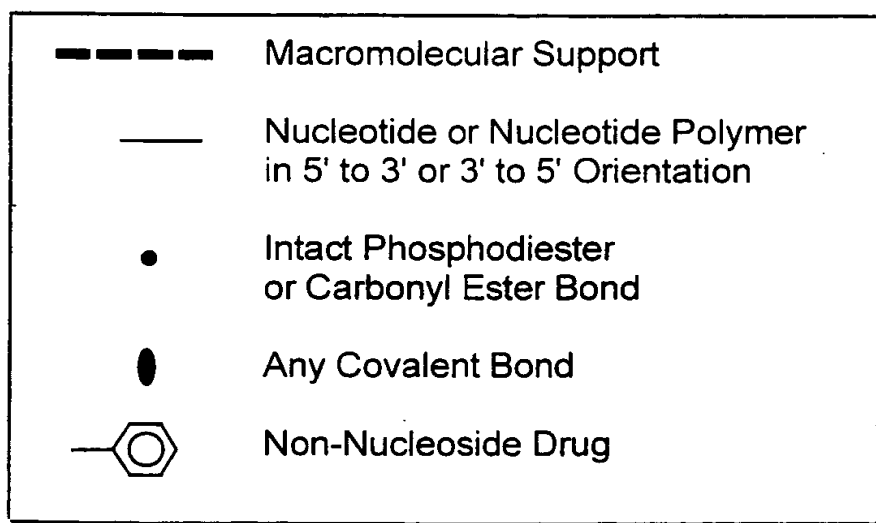 Macromolecular Support
Nucleotide or Nucleotide Polymer
in 5' to 3' or 3' to 5' Orientation
Intact Phosphodiester
or Carbonyl Ester Bond
Any Covalent Bond
Non-Nucleoside Drug